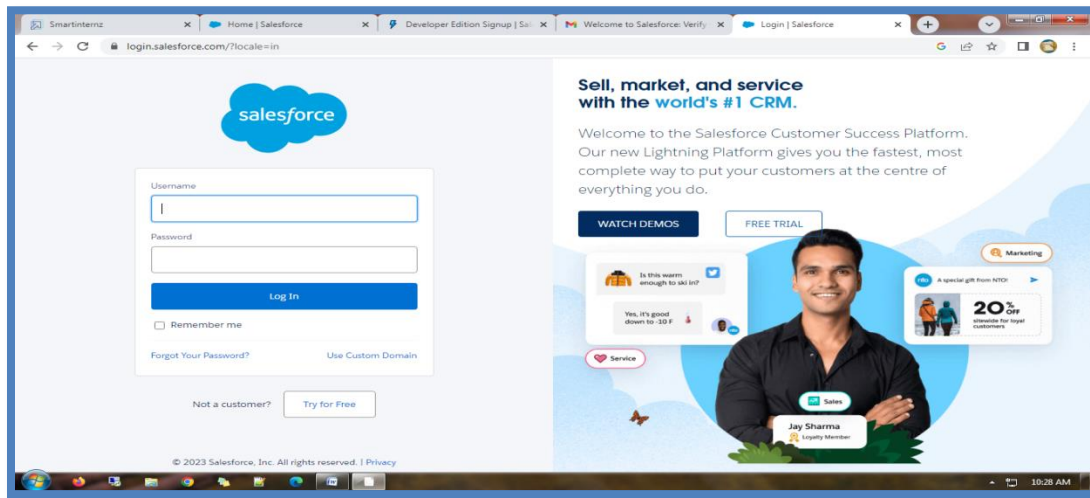 Smartinternz
Home | Salesforce
Developer Edition Signup | Sal
Welcome to Salesforce: Verify
Login | Salesforce
login.salesforce.com/?locale=in
salesforce
Username
Password
Log In
Remember me
Forgot Your Password?
Use Custom Domain
Not a customer?
Try for Free
© 2023 Salesforce, Inc. All rights reserved. | Privacy
Sell, market, and service
with the world's #1 CRM.
Welcome to the Salesforce Customer Success Platform.
Our new Lightning Platform gives you the fastest, most
complete way to put your customers at the centre of
everything you do.
WATCH DEMOS
FREE TRIAL
Is this warm
enough to ski in?
Yes, it's good
down to -10 F
nto
Service
Marketing
nto
A special gift from NTO!
20% OFF
sitewide for loyal
customers
Sales
Jay Sharma
Loyalty Member
10:28 AM